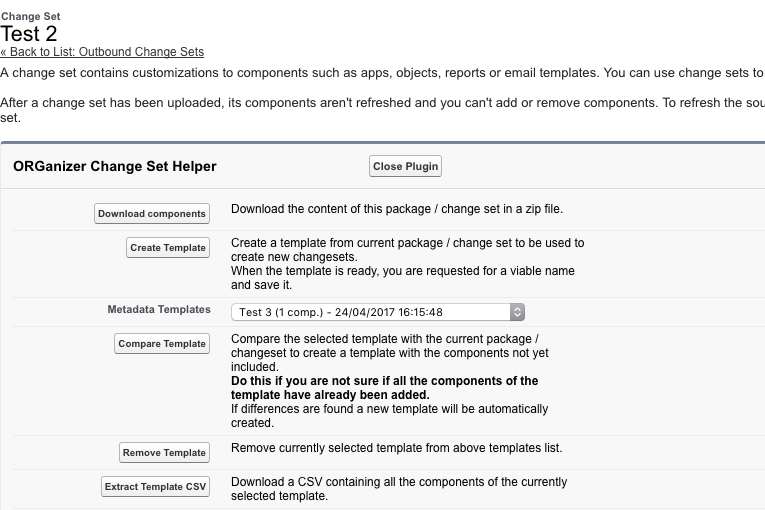 Change Set
Test 2
« Back to List: Outbound Change Sets
A change set contains customizations to components such as apps, objects, reports or email templates. You can use change sets to
After a change set has been uploaded, its components aren't refreshed and you can't add or remove components. To refresh the sou
set.
ORGanizer Change Set Helper
Close Plugin
Download components
Download the content of this package / change set in a zip file.
Create Template
Create a template from current package / change set to be used to
create new changesets.
When the template is ready, you are requested for a viable name
and save it.
Metadata Templates
Test 3 (1 comp.) - 24/04/2017 16:15:48
Compare Template
Compare the selected template with the current package /
changeset to create a template with the components not yet
included.
Do this if you are not sure if all the components of the
template have already been added.
If differences are found a new template will be automatically
created.
Remove Template
Remove currently selected template from above templates list.
Extract Template CSV
Download a CSV containing all the components of the currently
selected template.